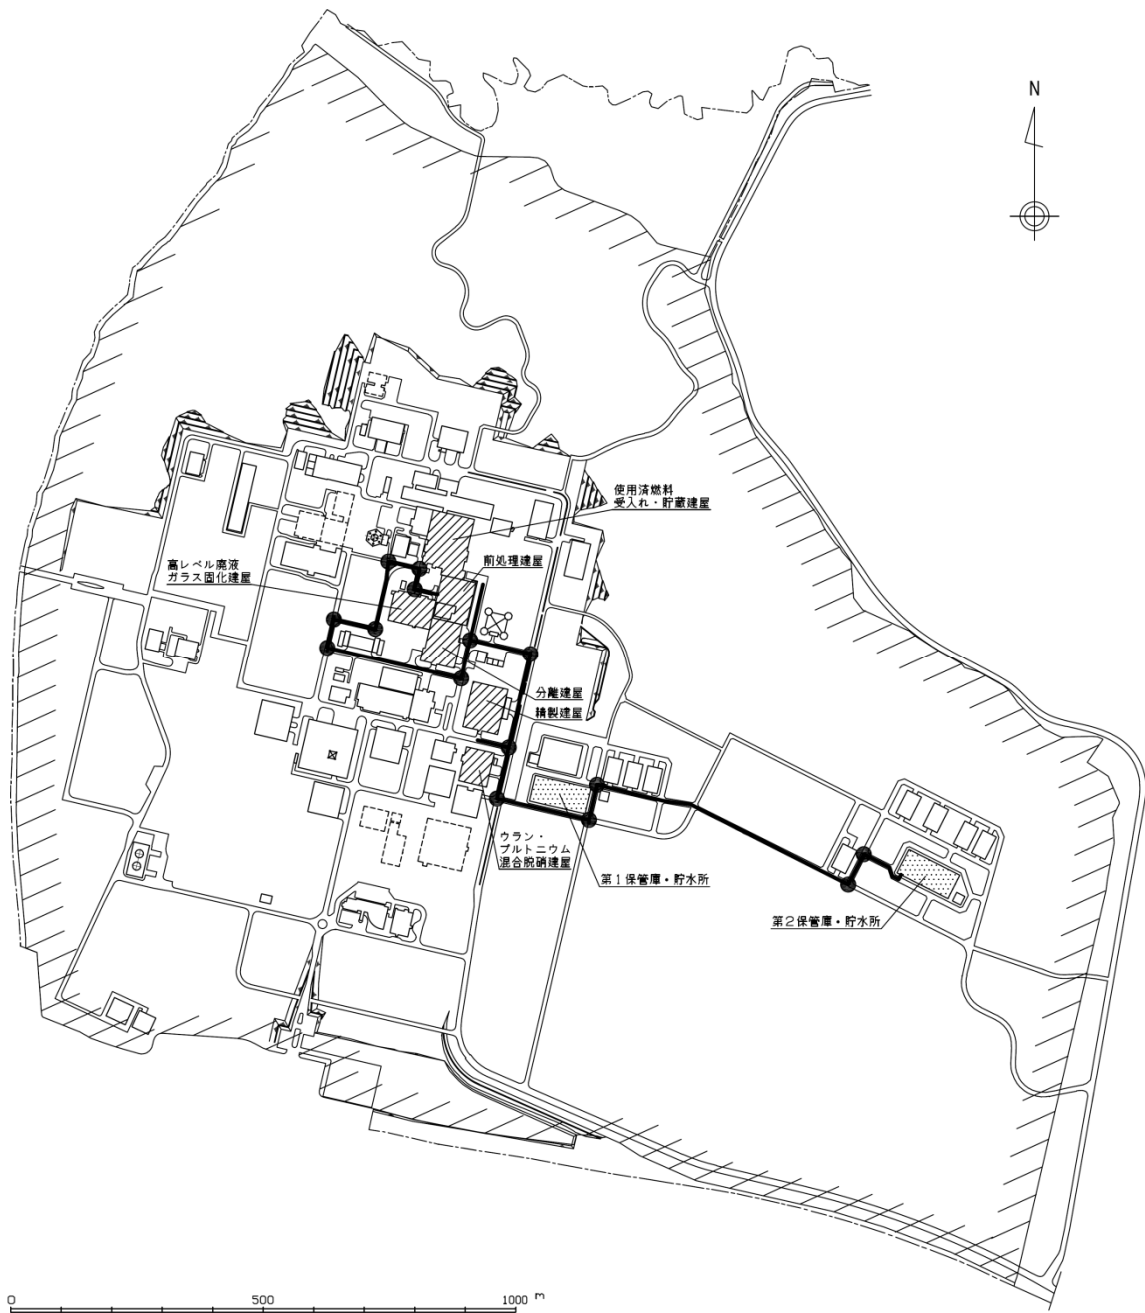 N
使用済燃料
受入れ・貯蔵建屋
前処理建屋
高レベル廃液
ガラス固化建屋
分離建屋
精製建屋
ウラン・
プルトニウム
混合脱硝建屋
第1保管庫・貯水所
第2保管庫・貯水所
0 500 1000 m